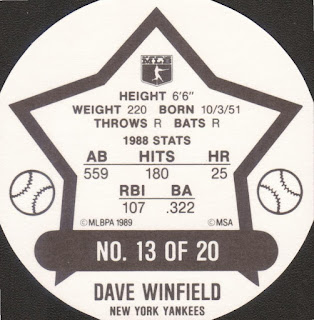 MSA
HEIGHT 6'6"
WEIGHT 220 BORN 10/3/51
THROWS R BATS R
1988 STATS
AB HITS HR
559 180 25
RBI BA
107 .322
©MLBPA 1989 ©MSA
NO. 13 OF 20
DAVE WINFIELD
NEW YORK YANKEES